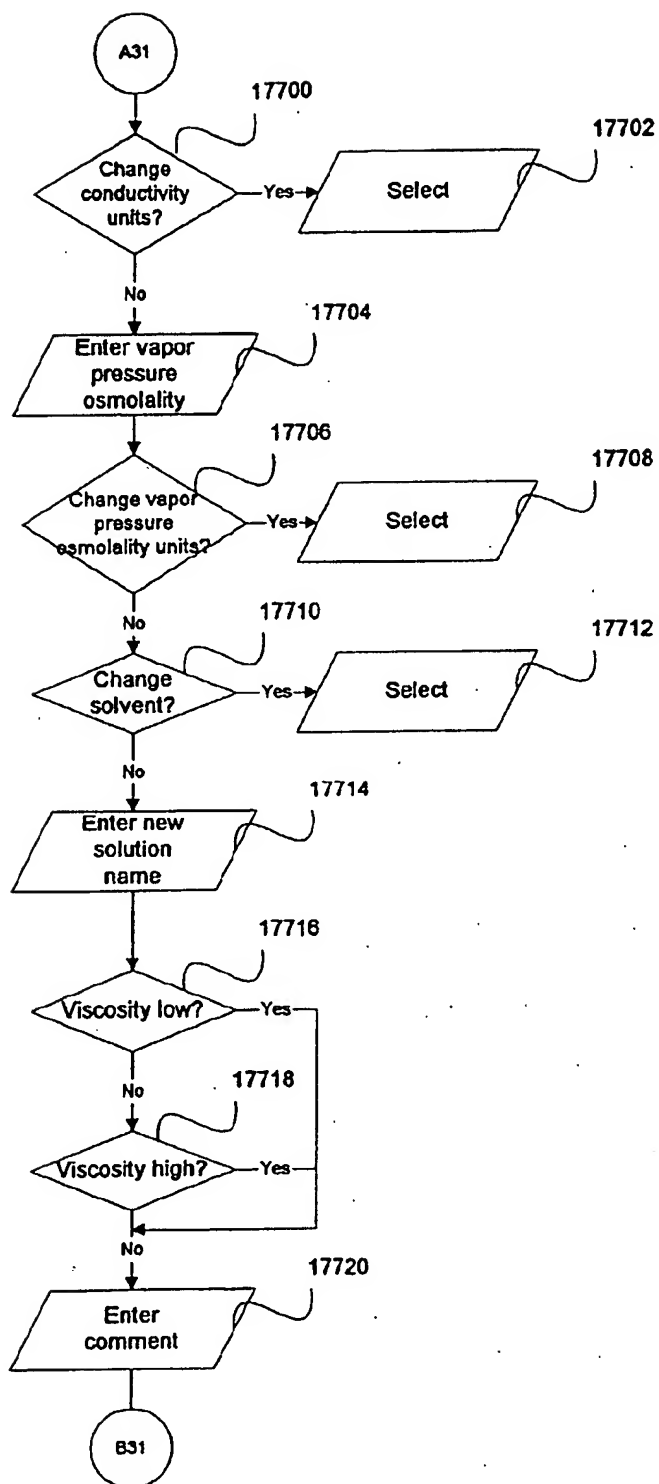 A31
17700
17702
Change
conductivity
units?
Yes
Select
No
17704
Enter vapor
pressure
osmolality
17706
17708
Change vapor
pressure
osmolality units?
Yes
Select
No
17710
17712
Change
solvent?
Yes
Select
No
17714
Enter new
solution
name
17716
Viscosity low?
Yes
No
17718
Viscosity high?
Yes
No
17720
Enter
comment
B31